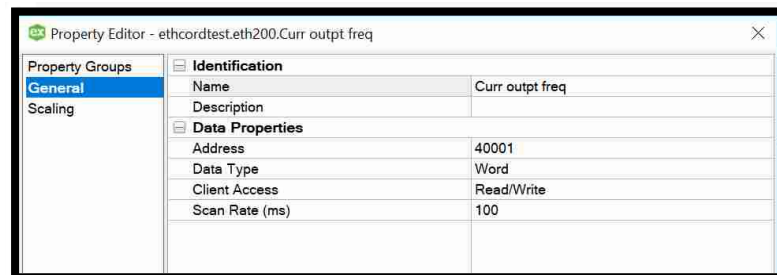 ex Property Editor - ethcordtest.eth200.Curr outpt freq
Property Groups
General
Scaling
Identification
Name Curr outpt freq
Description
Data Properties
Address 40001
Data Type Word
Client Access Read/Write
Scan Rate (ms) 100